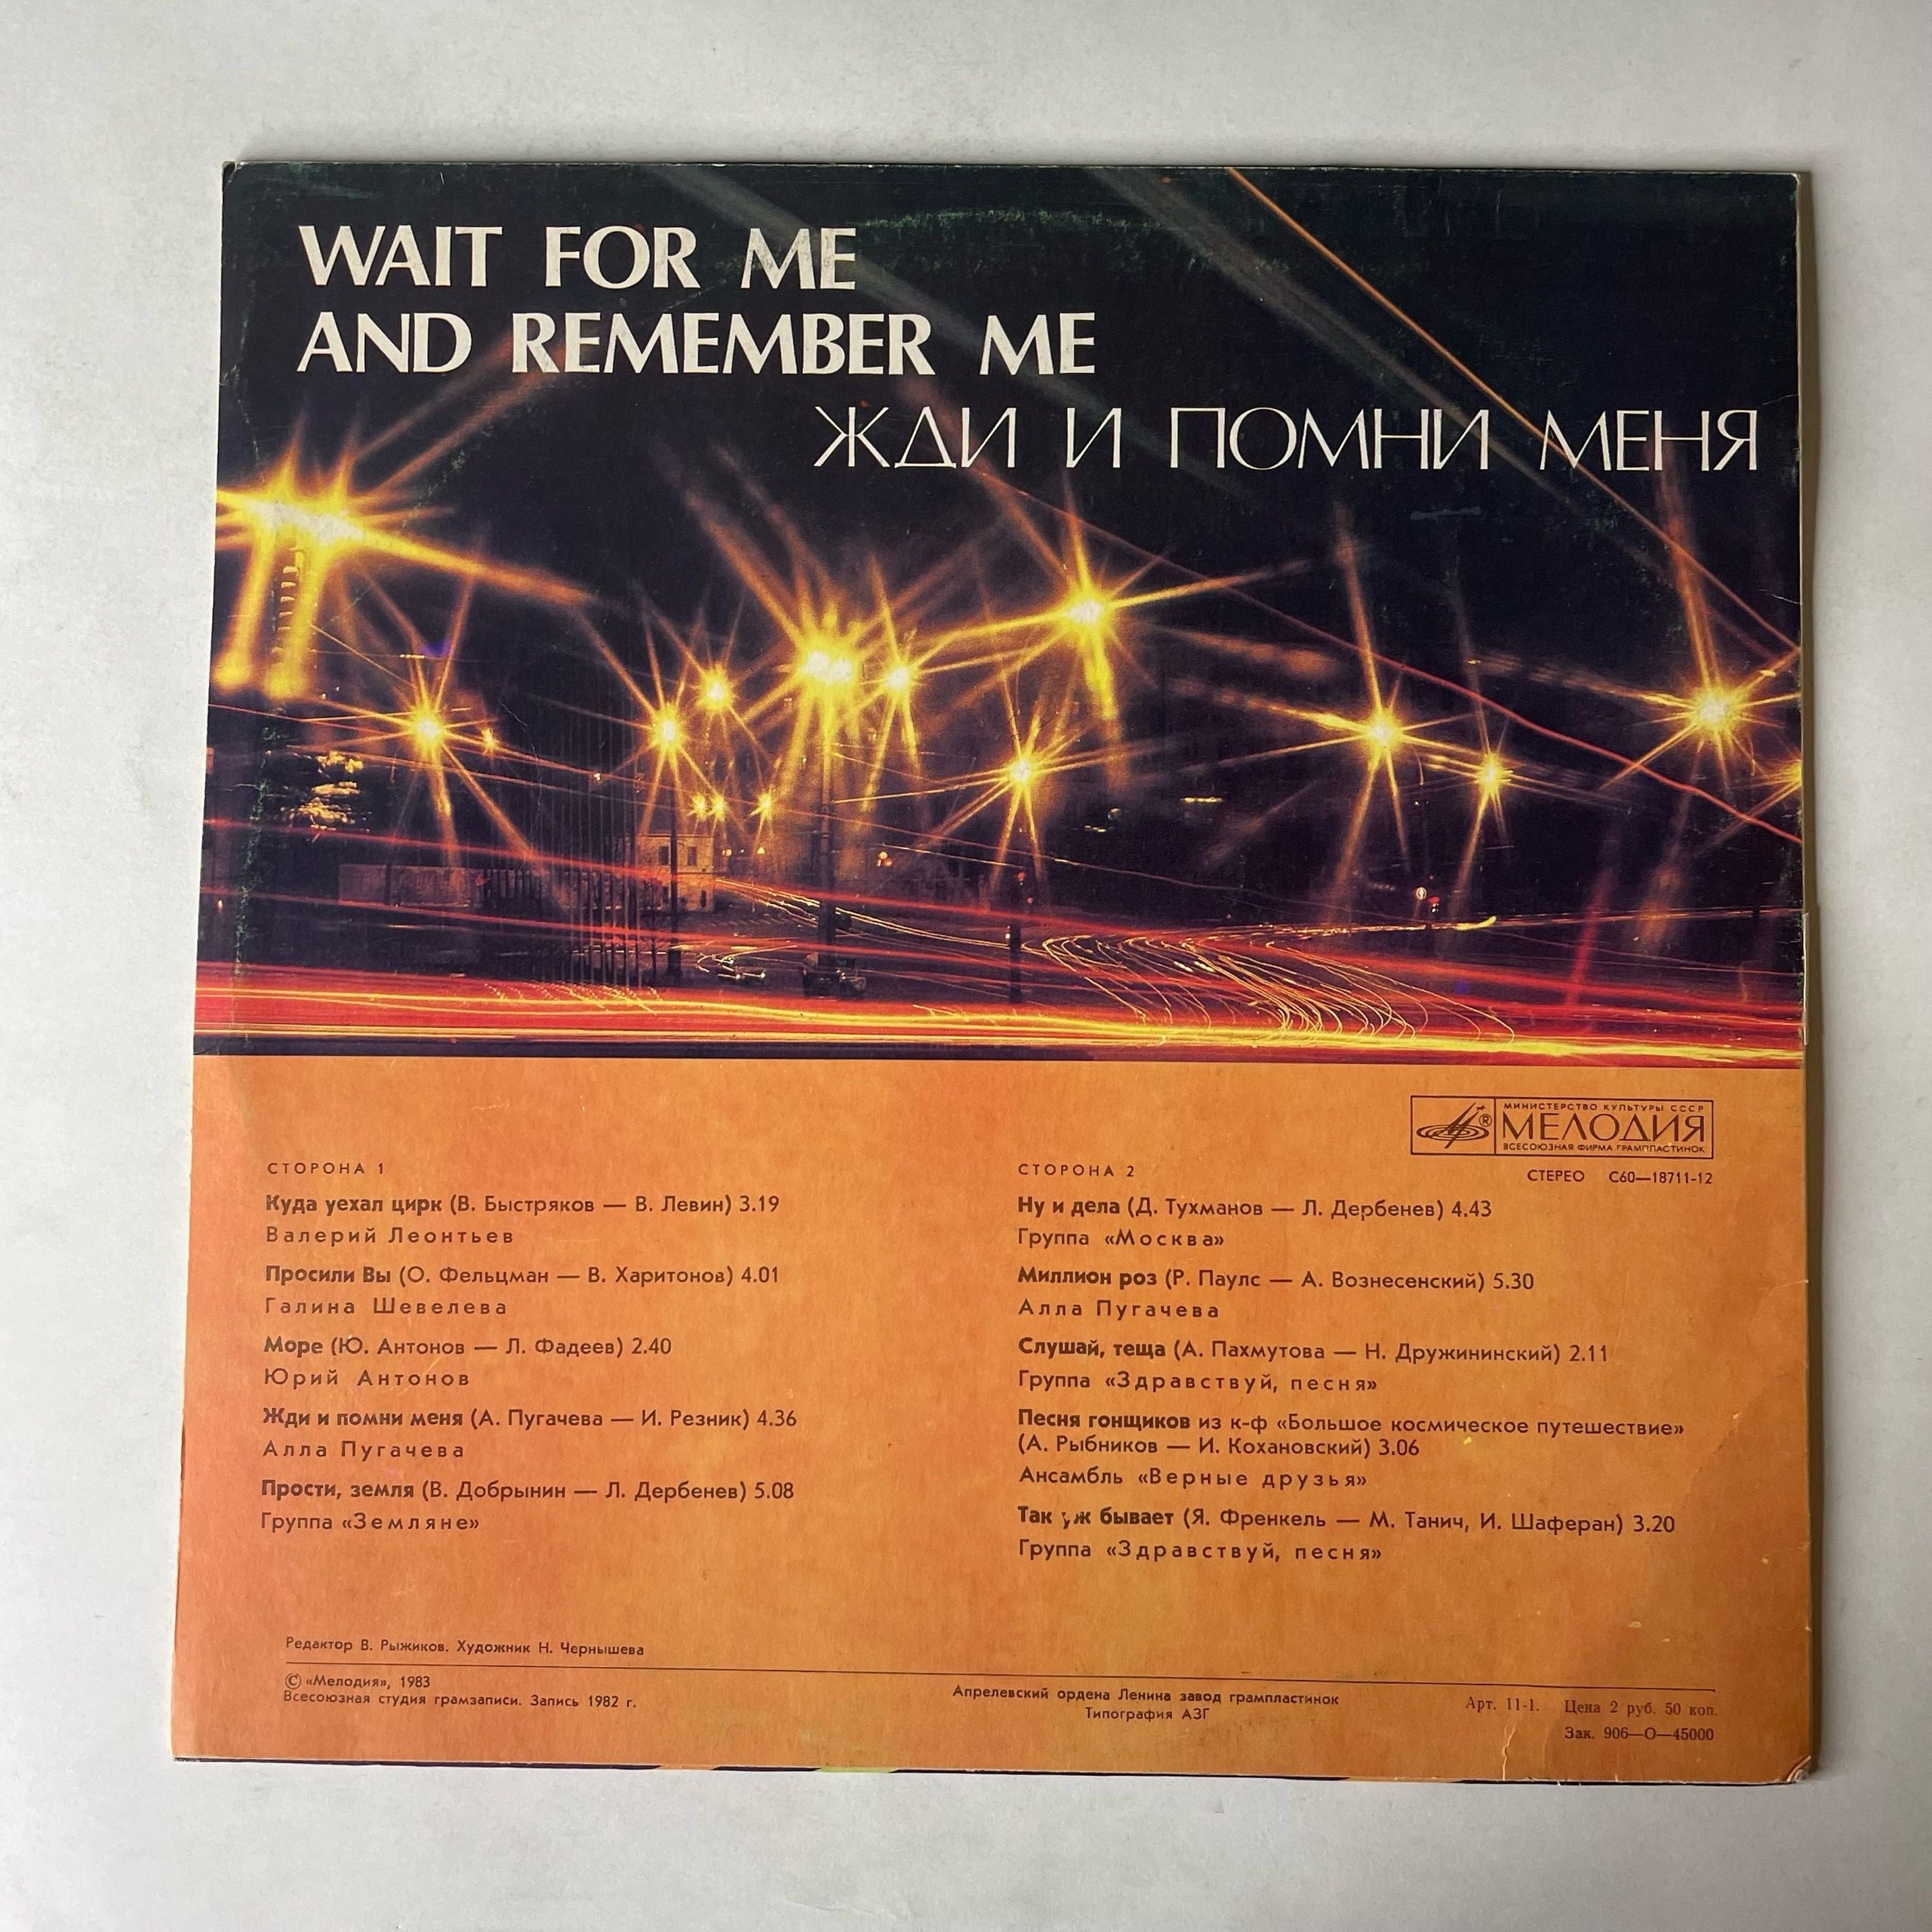 WAIT FOR ME
AND REMEMBER ME
ЖДИ И ПОМНИ МЕНЯ
МИНИСТЕРСТВО КУЛЬТУРЫ СССР
МЕЛОДИЯ
ВСЕСОЮЗНАЯ ФИРМА ГРАМПЛАСТИНОК
СТЕРЕО С60—18711-12
СТОРОНА 1
Куда уехал цирк (В. Быстряков — В. Левин) 3.19
Валерий Леонтьев
Просили Вы (О. Фельцман — В. Харитонов) 4.01
Галина Шевелева
Море (Ю. Антонов — Л. Фадеев) 2.40
Юрий Антонов
Жди и помни меня (А. Пугачева — И. Резник) 4.36
Алла Пугачева
Прости, земля (В. Добрынин — Л. Дербенев) 5.08
Группа «Земляне»
СТОРОНА 2
Ну и дела (Д. Тухманов — Л. Дербенев) 4.43
Группа «Москва»
Миллион роз (Р. Паулс — А. Вознесенский) 5.30
Алла Пугачева
Слушай, теща (А. Пахмутова — Н. Дружининский) 2.11
Группа «Здравствуй, песня»
Песня гонщиков из к-ф «Большое космическое путешествие»
(А. Рыбников — И. Кохановский) 3.06
Ансамбль «Верные друзья»
Так уж бывает (Я. Френкель — М. Танич, И. Шаферан) 3.20
Группа «Здравствуй, песня»
Редактор В. Рыжиков. Художник Н. Чернышева
© «Мелодия», 1983
Всесоюзная студия грамзаписи. Запись 1982 г.
Апрелевский ордена Ленина завод грампластинок
Типография АЗГ
Арт. 11-1. Цена 2 руб. 50 коп.
Зак. 906—О—45000